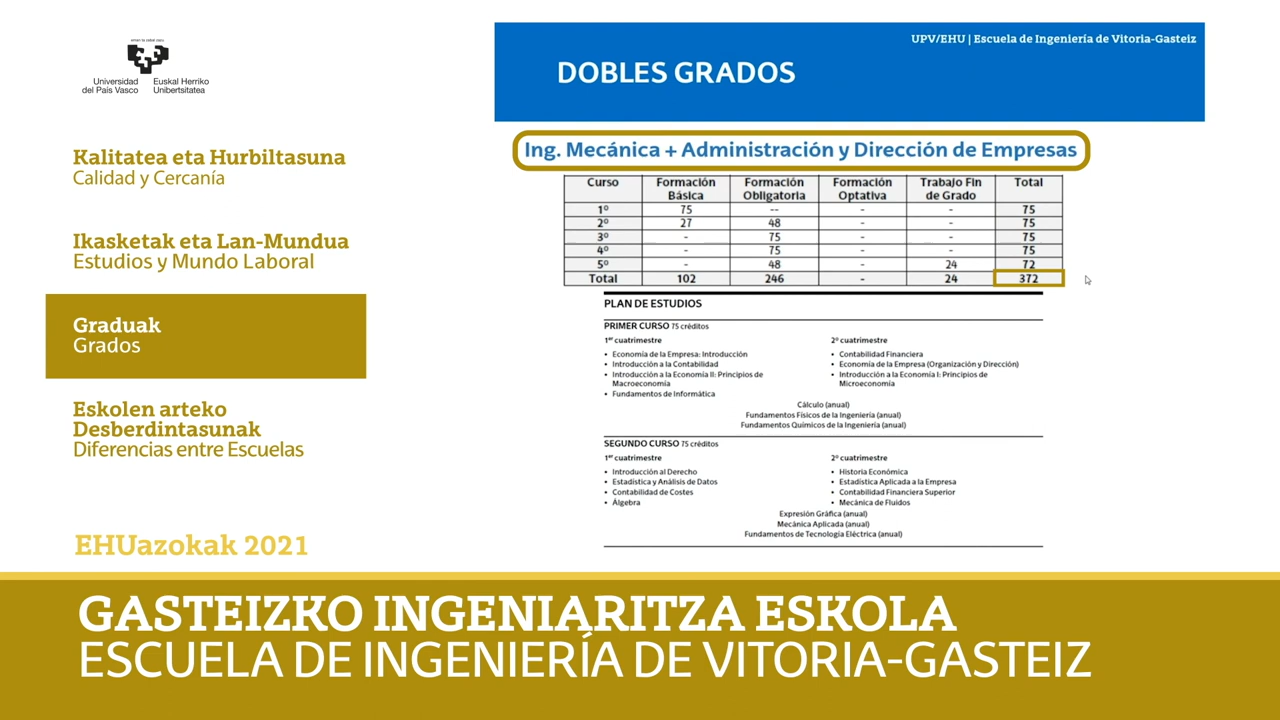 Universidad del País Vasco
Euskal Herriko Unibertsitatea
Kalitatea eta Hurbiltasuna
Calidad y Cercanía
Ikasketak eta Lan-Mundua
Estudios y Mundo Laboral
Graduak
Grados
Eskolen arteko
Desberdintasunak
Diferencias entre Escuelas
EHUazokak 2021
UPV/EHU | Escuela de Ingeniería de Vitoria-Gasteiz
DOBLES GRADOS
Ing. Mecánica + Administración y Dirección de Empresas
Curso Formación Básica Formación Obligatoria Formación Optativa Trabajo Fin de Grado Total
1º 75 -- - - 75
2º 27 48 - - 75
3º - 75 - - 75
4º - 75 - - 75
5º - 48 - 24 72
Total 102 246 - 24 372
PLAN DE ESTUDIOS
PRIMER CURSO 75 créditos
1er cuatrimestre
• Economía de la Empresa: Introducción
• Introducción a la Contabilidad
• Introducción a la Economía II: Principios de
Macroeconomía
• Fundamentos de Informática
2º cuatrimestre
• Contabilidad Financiera
• Economía de la Empresa (Organización y Dirección)
• Introducción a la Economía I: Principios de
Microeconomía
Cálculo (anual)
Fundamentos Físicos de la Ingeniería (anual)
Fundamentos Químicos de la Ingeniería (anual)
SEGUNDO CURSO 75 créditos
1er cuatrimestre
• Introducción al Derecho
• Estadística y Análisis de Datos
• Contabilidad de Costes
• Álgebra
2º cuatrimestre
• Historia Económica
• Estadística Aplicada a la Empresa
• Contabilidad Financiera Superior
• Mecánica de Fluidos
Expresión Gráfica (anual)
Mecánica Aplicada (anual)
Fundamentos de Tecnología Eléctrica (anual)
GASTEIZKO INGENIARITZA ESKOLA
ESCUELA DE INGENIERÍA DE VITORIA-GASTEIZ